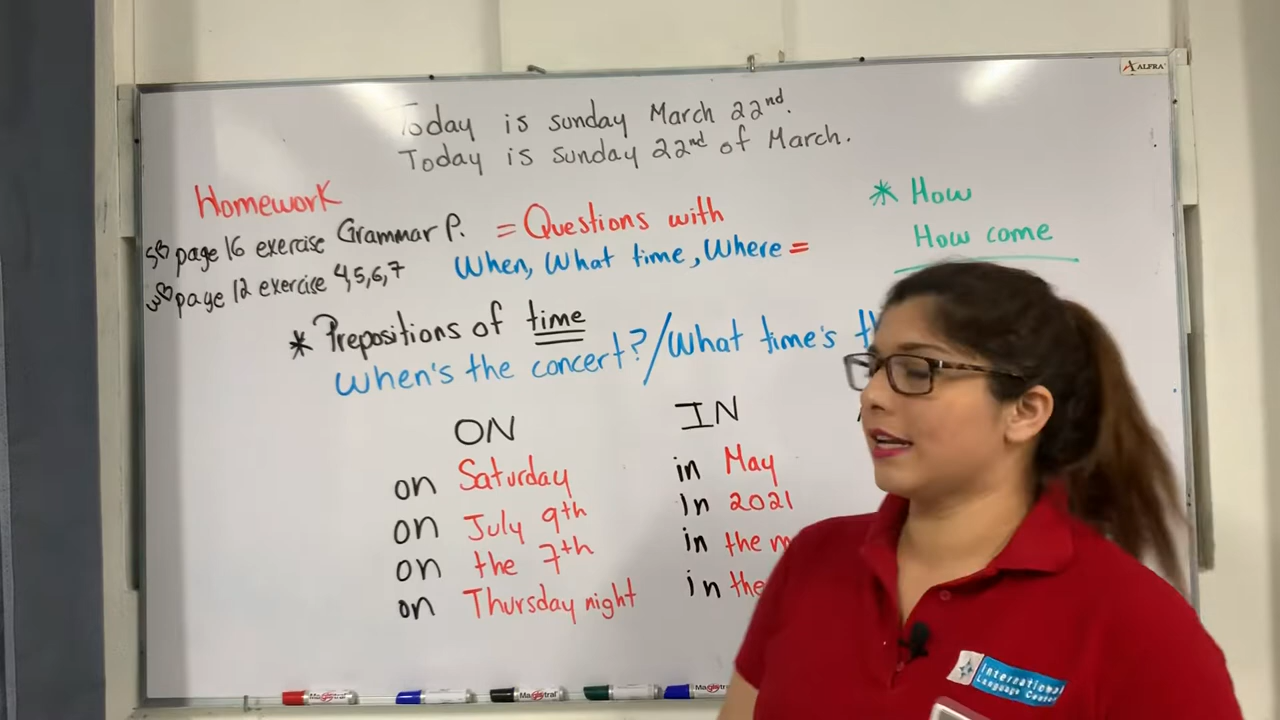 ALFRA
Today is sunday March 22nd.
Today is Sunday 22nd of March.
Homework
page 16 exercise Grammar P.
page 12 exercise 4,5,6,7
= Questions with
When, What time, Where =
* How
How come
* Prepositions of time
When's the concert? / What time's
ON
on Saturday
on July 9th
on the 7th
on Thursday night
IN
in May
In 2021
in the
in the
Magistral
Magistral
International
Language Center